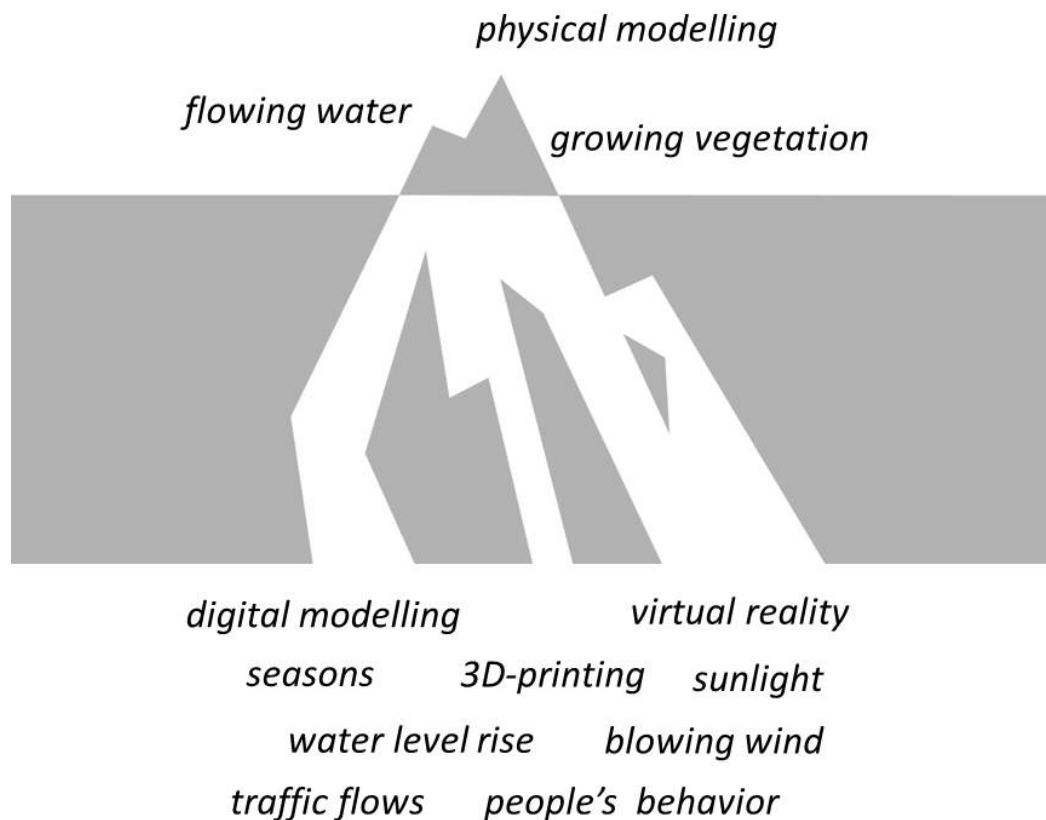 physical modelling
flowing water
growing vegetation
digital modelling virtual reality
seasons 3D-printing sunlight
water level rise blowing wind
traffic flows people’s behavior